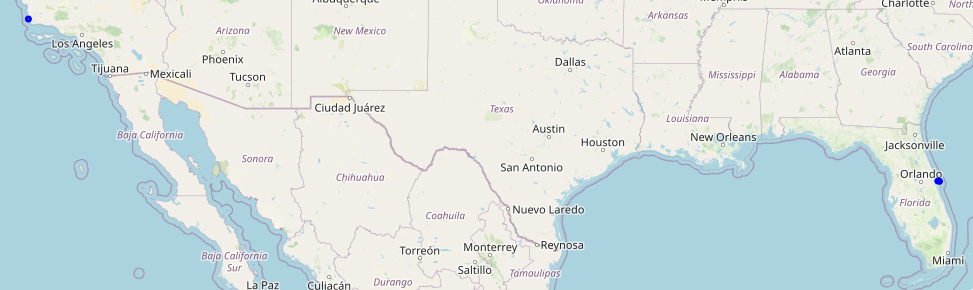 Albuquerque
Oklahoma
Memphis
Charlotte
North
Arkansas
Los Angeles
Arizona
New Mexico
South Carolina
Atlanta
Phoenix
Dallas
Tijuana
Mexicali
Tucson
Mississippi
Alabama
Georgia
Ciudad Juárez
Texas
Louisiana
Baja California
Austin
New Orleans
Houston
Jacksonville
Sonora
San Antonio
Chihuahua
Orlando
Coahuila
Nuevo Laredo
Florida
Torreón
Monterrey
Reynosa
Baja California
Sur
Miami
Saltillo
Tamaulipas
La Paz
Culiacán
Durango